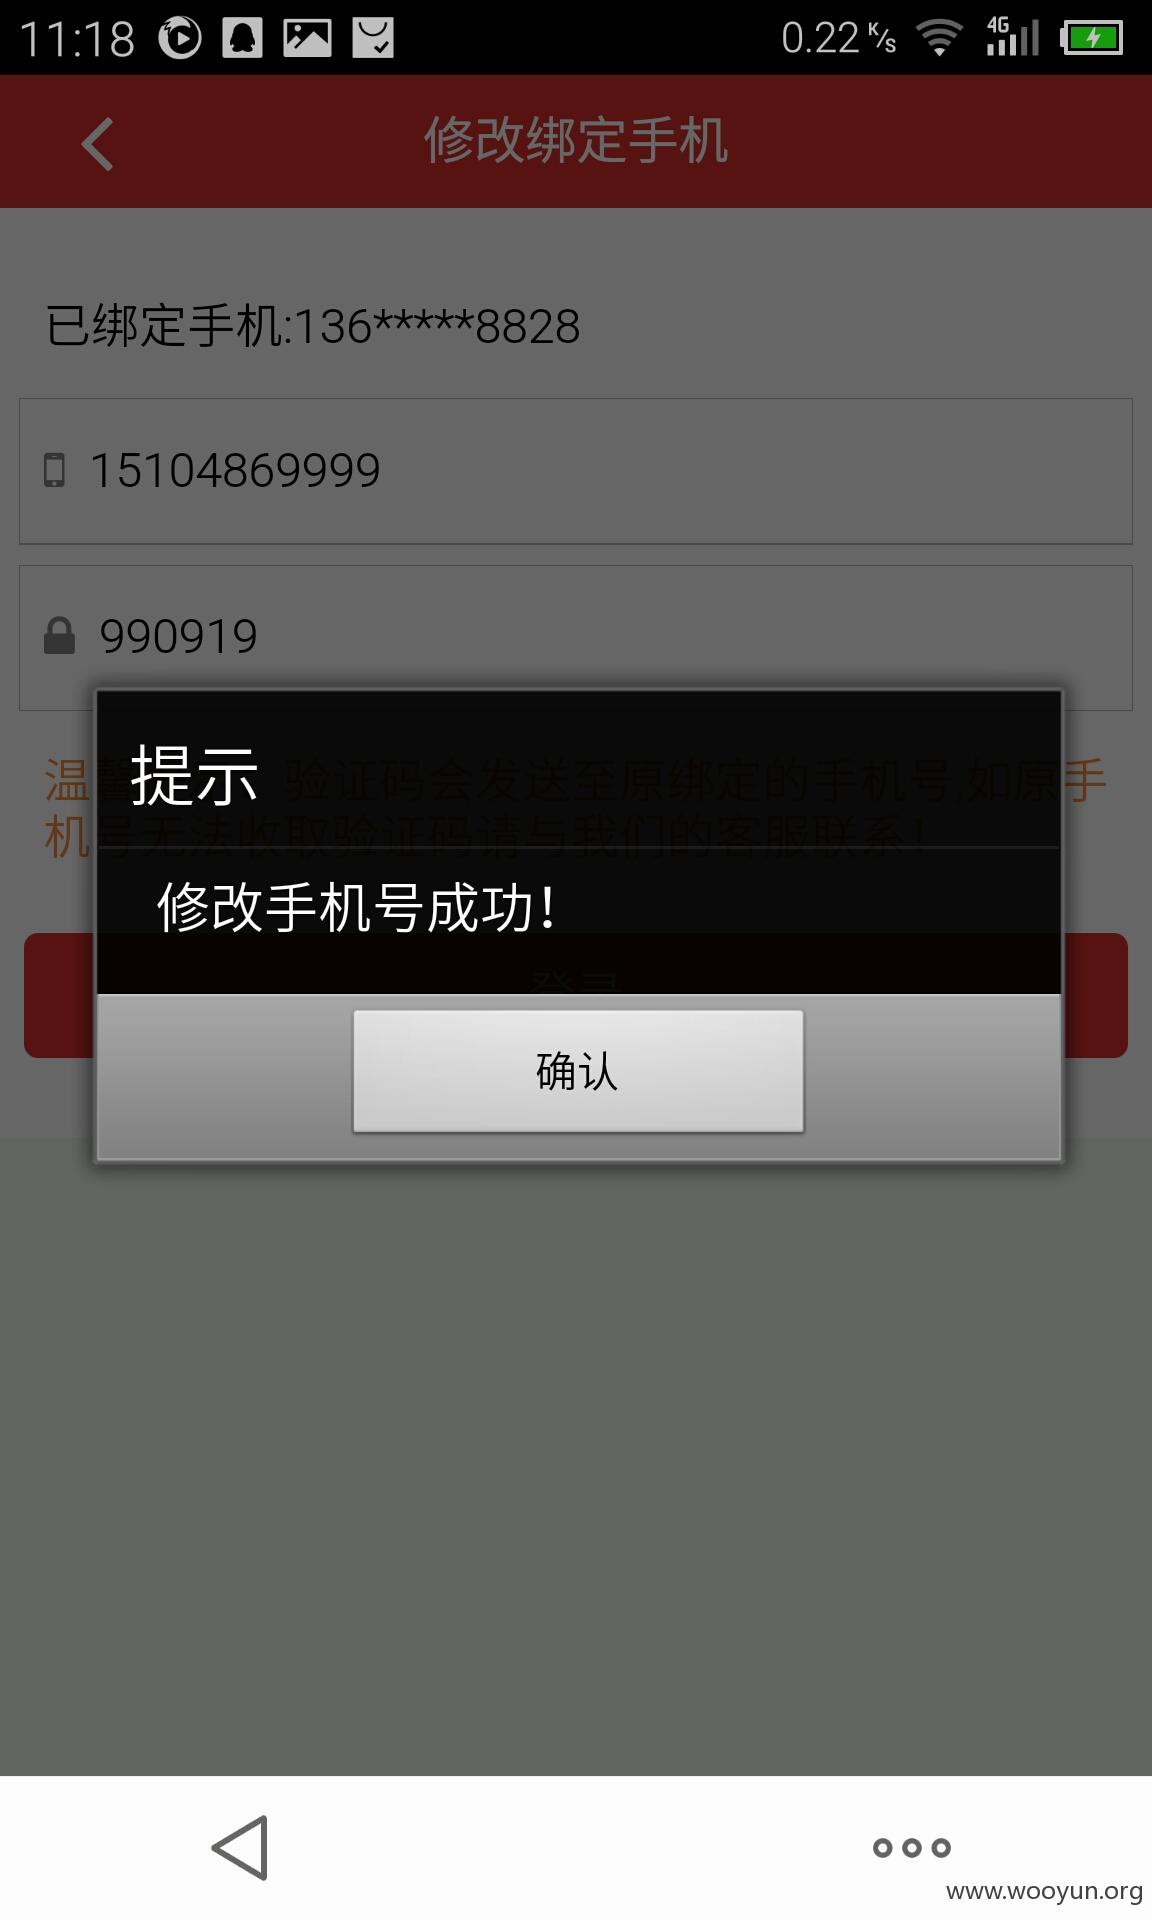 11:18 0.22 K/s 4G
修改绑定手机
已绑定手机:136*****8828
15104869999
990919
提示
温馨 验证码会发送至原绑定的手机号,如原手
机号无法收取验证码请与我们的客服联系!
修改手机号成功!
登录
确认
www.wooyun.org